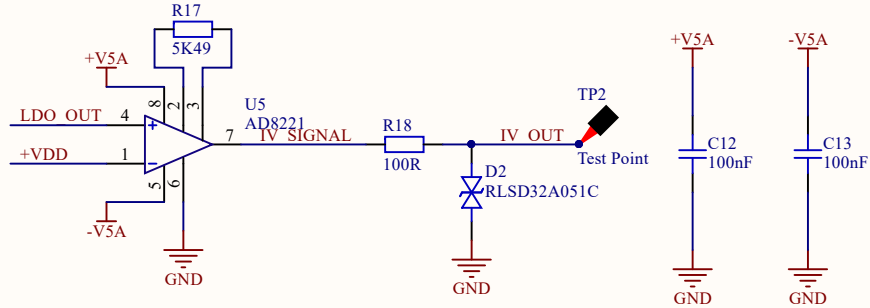 R17
5K49
+V5A
-V5A
+V5A
8
2
3
U5
AD8221
TP2
LDO_OUT
4
R18
C12
100nF
C13
100nF
7
IV_SIGNAL
IV_OUT
+VDD
1
100R
Test Point
D2
RLSD32A051C
5
6
-V5A
GND
GND
GND
GND